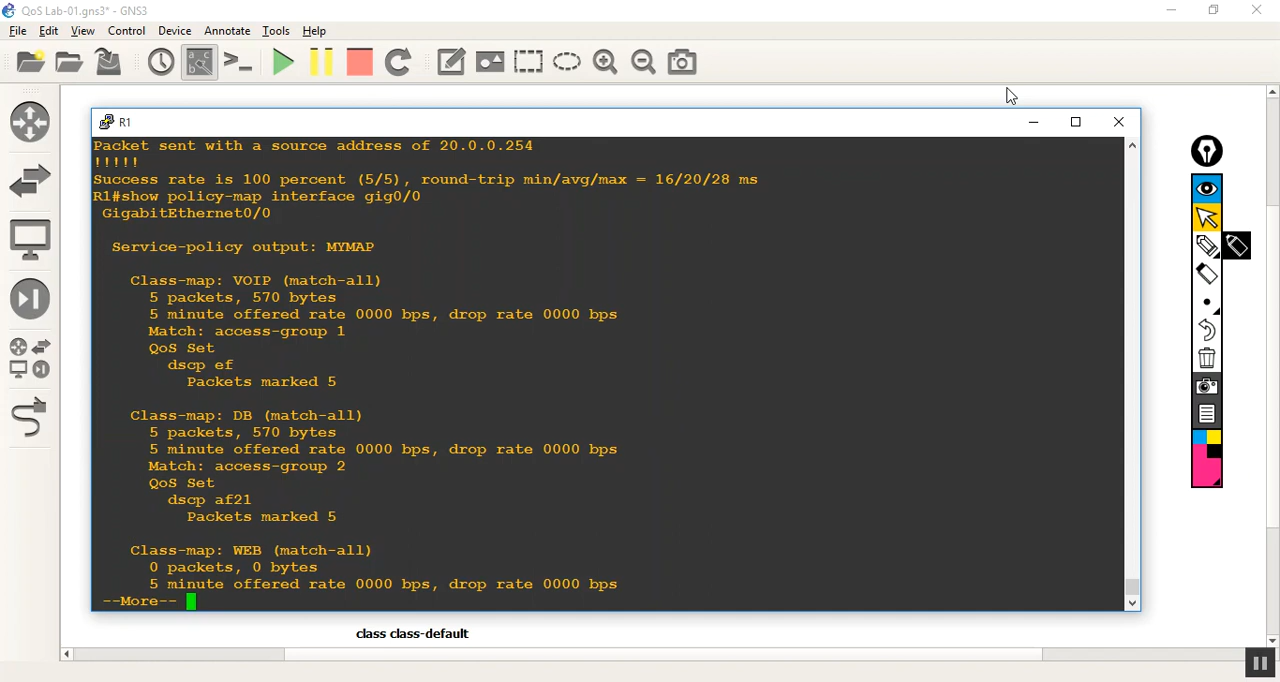 QoS Lab-01.gns3* - GNS3
File Edit View Control Device Annotate Tools Help
R1
Packet sent with a source address of 20.0.0.254
!!!!!
Success rate is 100 percent (5/5), round-trip min/avg/max = 16/20/28 ms
R1#show policy-map interface gig0/0
GigabitEthernet0/0
Service-policy output: MYMAP
Class-map: VOIP (match-all)
5 packets, 570 bytes
5 minute offered rate 0000 bps, drop rate 0000 bps
Match: access-group 1
QoS Set
dscp ef
Packets marked 5
Class-map: DB (match-all)
5 packets, 570 bytes
5 minute offered rate 0000 bps, drop rate 0000 bps
Match: access-group 2
QoS Set
dscp af21
Packets marked 5
Class-map: WEB (match-all)
0 packets, 0 bytes
5 minute offered rate 0000 bps, drop rate 0000 bps
--More--
class class-default